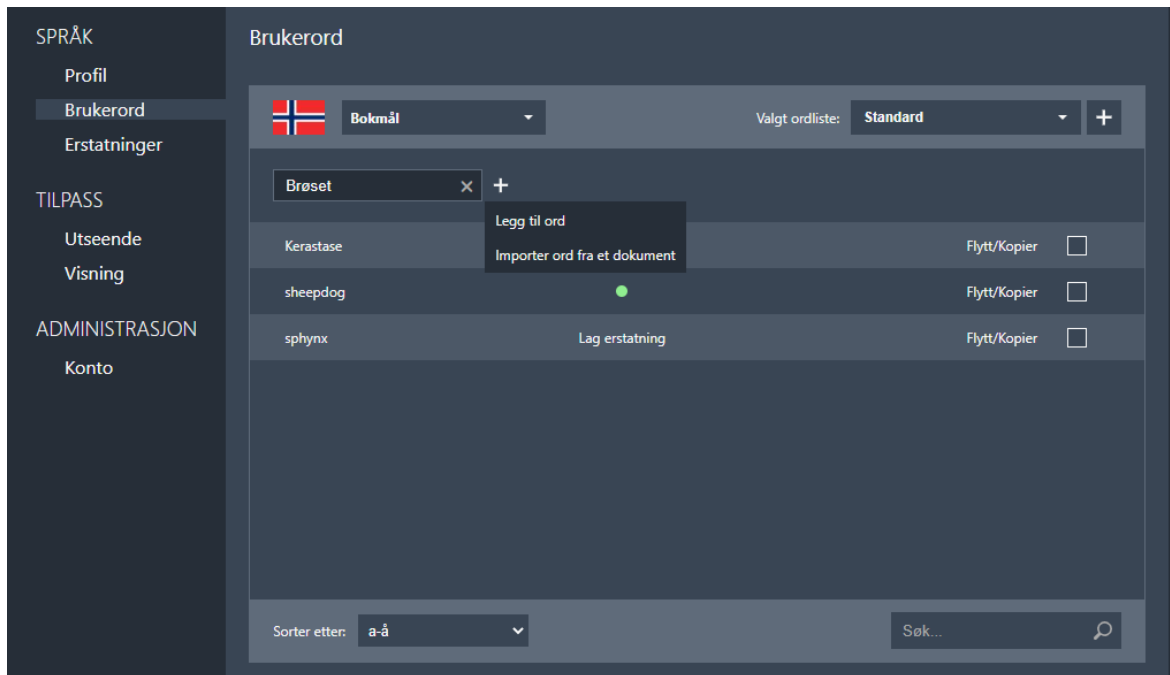 SPRÅK
Profil
Brukerord
Erstatninger
TILPASS
Utseende
Visning
ADMINISTRASJON
Konto
Brukerord
Bokmål
Valgt ordliste: Standard
Brøset
Legg til ord
Importer ord fra et dokument
Kerastase Flytt/Kopier
sheepdog Flytt/Kopier
sphynx Lag erstatning Flytt/Kopier
Sorter etter: a-å
Søk...